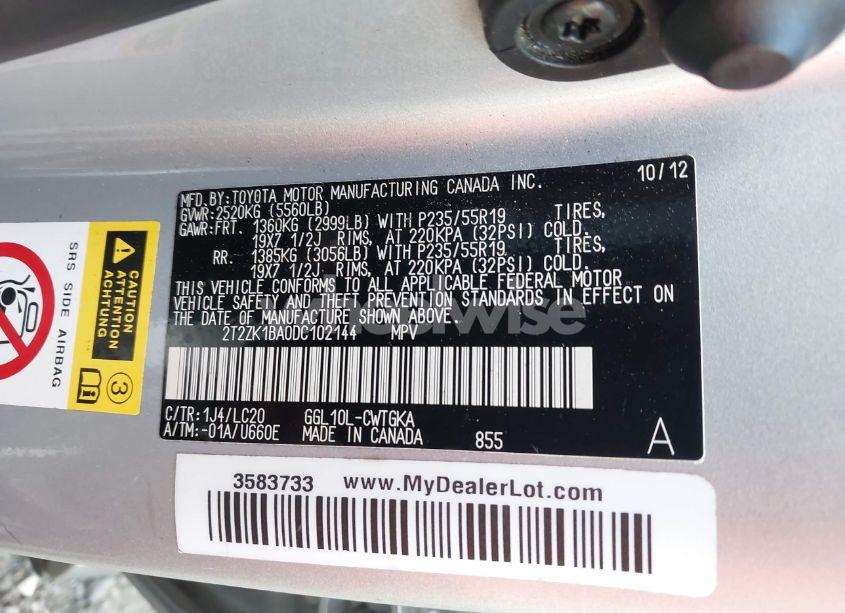 10/12
MFD. BY: TOYOTA MOTOR MANUFACTURING CANADA INC.
GVWR: 2520KG (5560LB)
GAWR: FRT. 1360KG (2999LB) WITH P235/55R19 TIRES,
19X7 1/2J RIMS, AT 220KPA (32PSI) COLD.
RR. 1385KG (3056LB) WITH P235/55R19 TIRES,
19X7 1/2J RIMS, AT 220KPA (32PSI) COLD.
THIS VEHICLE CONFORMS TO ALL APPLICABLE FEDERAL MOTOR
VEHICLE SAFETY AND THEFT PREVENTION STANDARDS IN EFFECT ON
THE DATE OF MANUFACTURE SHOWN ABOVE.
2T2ZK1BA0DC102144 MPV
C/TR: 1J4/LC20 GGL10L-CWTGKA
A/TM: -01A/U660E MADE IN CANADA 855 A
3583733 www.MyDealerLot.com
SRS SIDE AIRBAG
CAUTION
ATTENTION
ACHTUNG
3